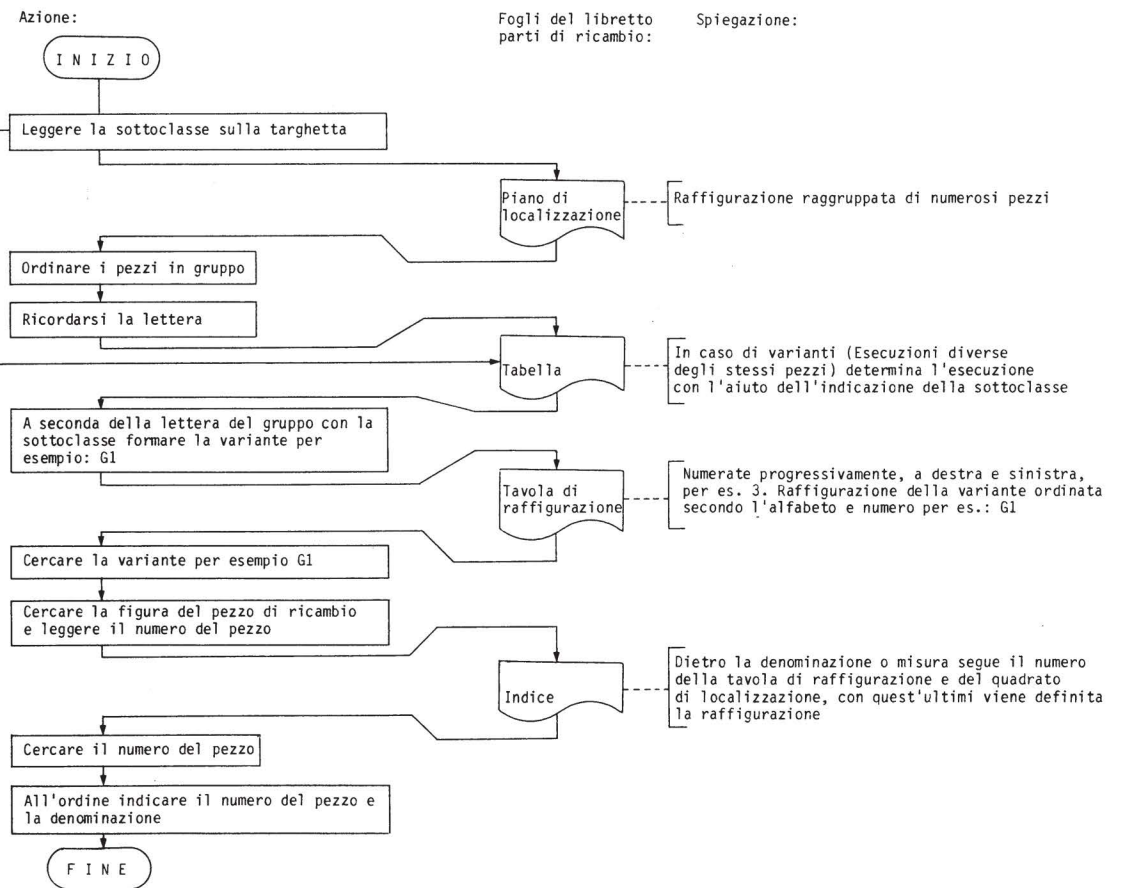 Azione:
Fogli del libretto
parti di ricambio:
Spiegazione:
I N I Z I O
Leggere la sottoclasse sulla targhetta
Piano di
localizzazione
Raffigurazione raggruppata di numerosi pezzi
Ordinare i pezzi in gruppo
Ricordarsi la lettera
Tabella
In caso di varianti (Esecuzioni diverse
degli stessi pezzi) determina l'esecuzione
con l'aiuto dell'indicazione della sottoclasse
A seconda della lettera del gruppo con la
sottoclasse formare la variante per
esempio: G1
Tavola di
raffigurazione
Numerate progressivamente, a destra e sinistra,
per es. 3. Raffigurazione della variante ordinata
secondo l'alfabeto e numero per es.: G1
Cercare la variante per esempio G1
Cercare la figura del pezzo di ricambio
e leggere il numero del pezzo
Indice
Dietro la denominazione o misura segue il numero
della tavola di raffigurazione e del quadrato
di localizzazione, con quest'ultimi viene definita
la raffigurazione
Cercare il numero del pezzo
All'ordine indicare il numero del pezzo e
la denominazione
F I N E